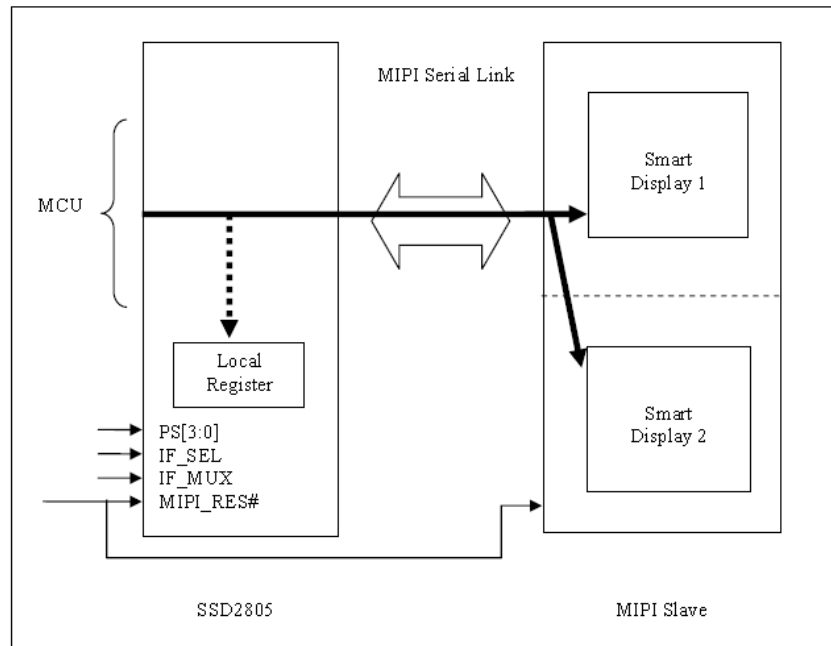 MIPI Serial Link
Smart
Display 1
MCU
Local
Register
Smart
Display 2
PS[3:0]
IF_SEL
IF_MUX
MIPI_RES#
SSD2805
MIPI Slave